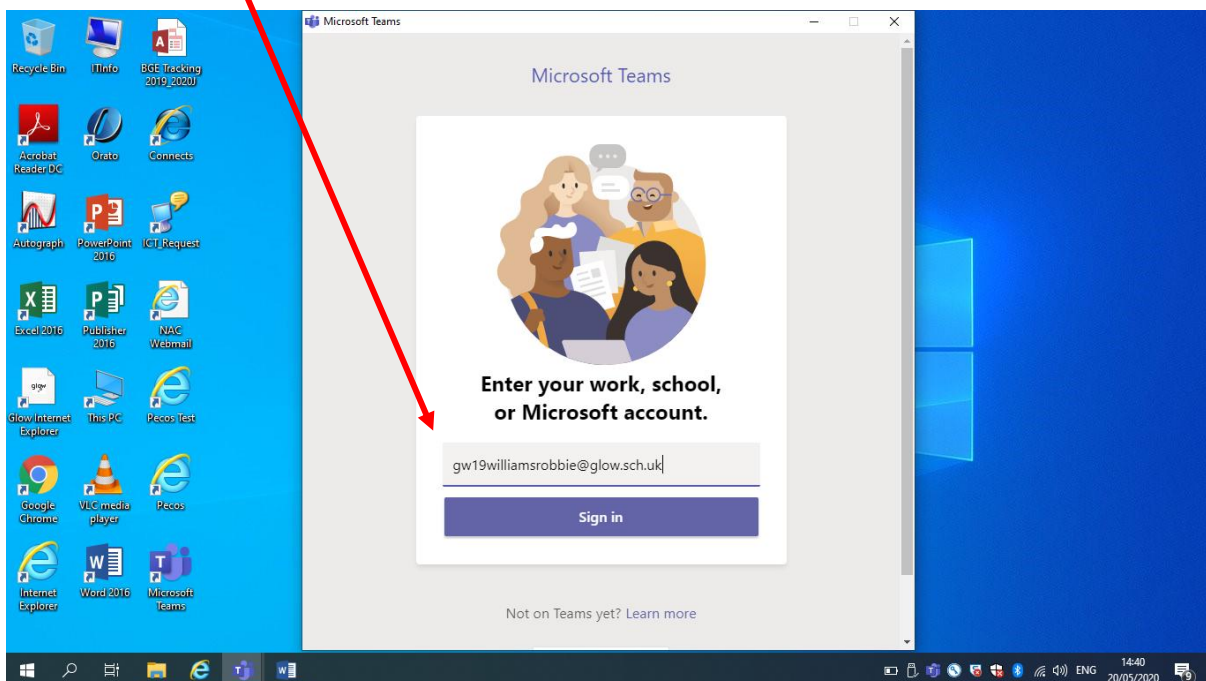 Microsoft Teams
Recycle Bin
ITInfo
BGE Tracking
2019_2020J
Acrobat
Reader DC
Orato
Connects
Autograph
PowerPoint
2016
ICT_Request
Excel 2016
Publisher
2016
NAC
Webmail
glow
Glow Internet
Explorer
This PC
Pecos Test
Google
Chrome
VLC media
player
Pecos
Internet
Explorer
Word 2016
Microsoft
Teams
Microsoft Teams
Enter your work, school,
or Microsoft account.
gw19williamsrobbie@glow.sch.uk
Sign in
Not on Teams yet? Learn more
ENG
14:40
20/05/2020
9